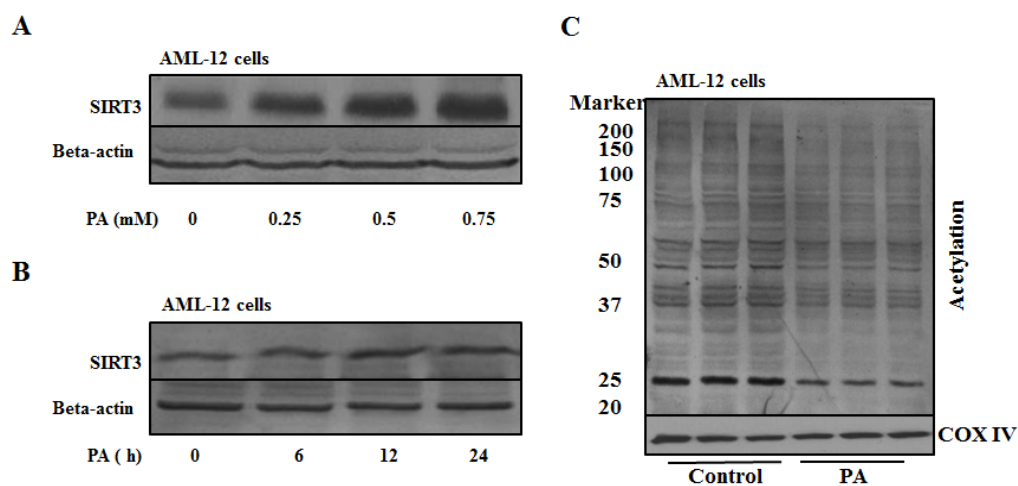 A
AML-12 cells
SIRT3
Beta-actin
PA (mM) 0 0.25 0.5 0.75
B
AML-12 cells
SIRT3
Beta-actin
PA ( h) 0 6 12 24
C
AML-12 cells
Marker
200
150
100
75
50
37
25
20
Acetylation
COX IV
Control PA